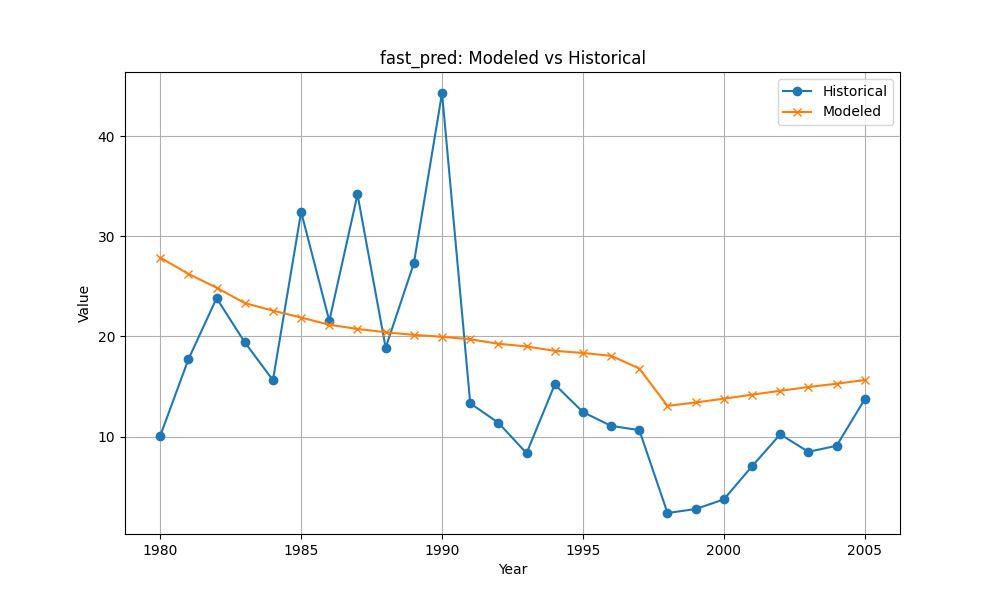 fast_pred: Modeled vs Historical
Historical
Modeled
Value
40
30
20
10
1980 1985 1990 1995 2000 2005
Year